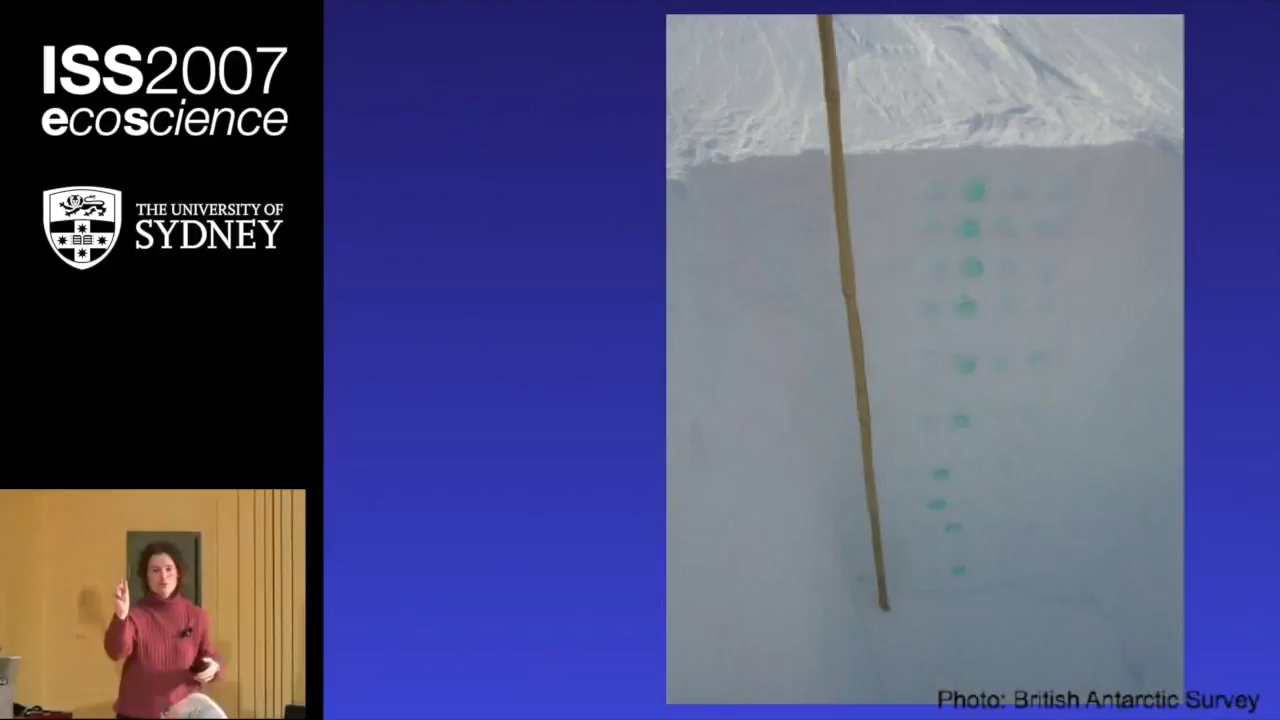 ISS2007
ecoscience
THE UNIVERSITY OF
SYDNEY
Photo: British Antarctic Survey